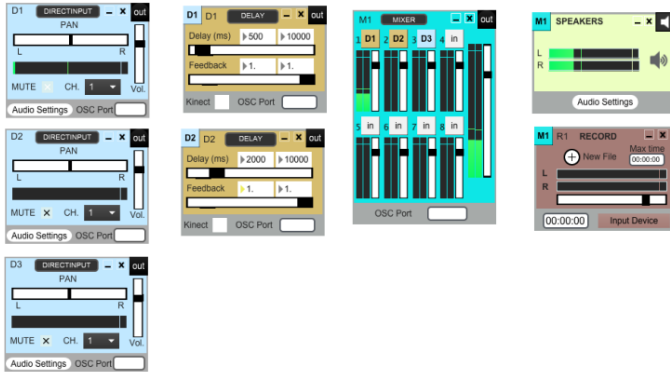 D1 DIRECTINPUT out
PAN
L R
MUTE CH. 1 Vol.
Audio Settings OSC Port
D2 DIRECTINPUT out
PAN
L R
MUTE CH. 1 Vol.
Audio Settings OSC Port
D3 DIRECTINPUT out
PAN
L R
MUTE CH. 1 Vol.
Audio Settings OSC Port
D1 D1 DELAY out
Delay (ms) 500 10000
Feedback 1. 1.
Kinect OSC Port
D2 D2 DELAY out
Delay (ms) 2000 10000
Feedback 1. 1.
Kinect OSC Port
M1 MIXER out
1 D1 2 D2 3 D3 4 in
5 in 6 in 7 in 8 in
OSC Port
M1 SPEAKERS
L
R
Audio Settings
M1 R1 RECORD
New File Max time
00:00:00
L
R
00:00:00 Input Device